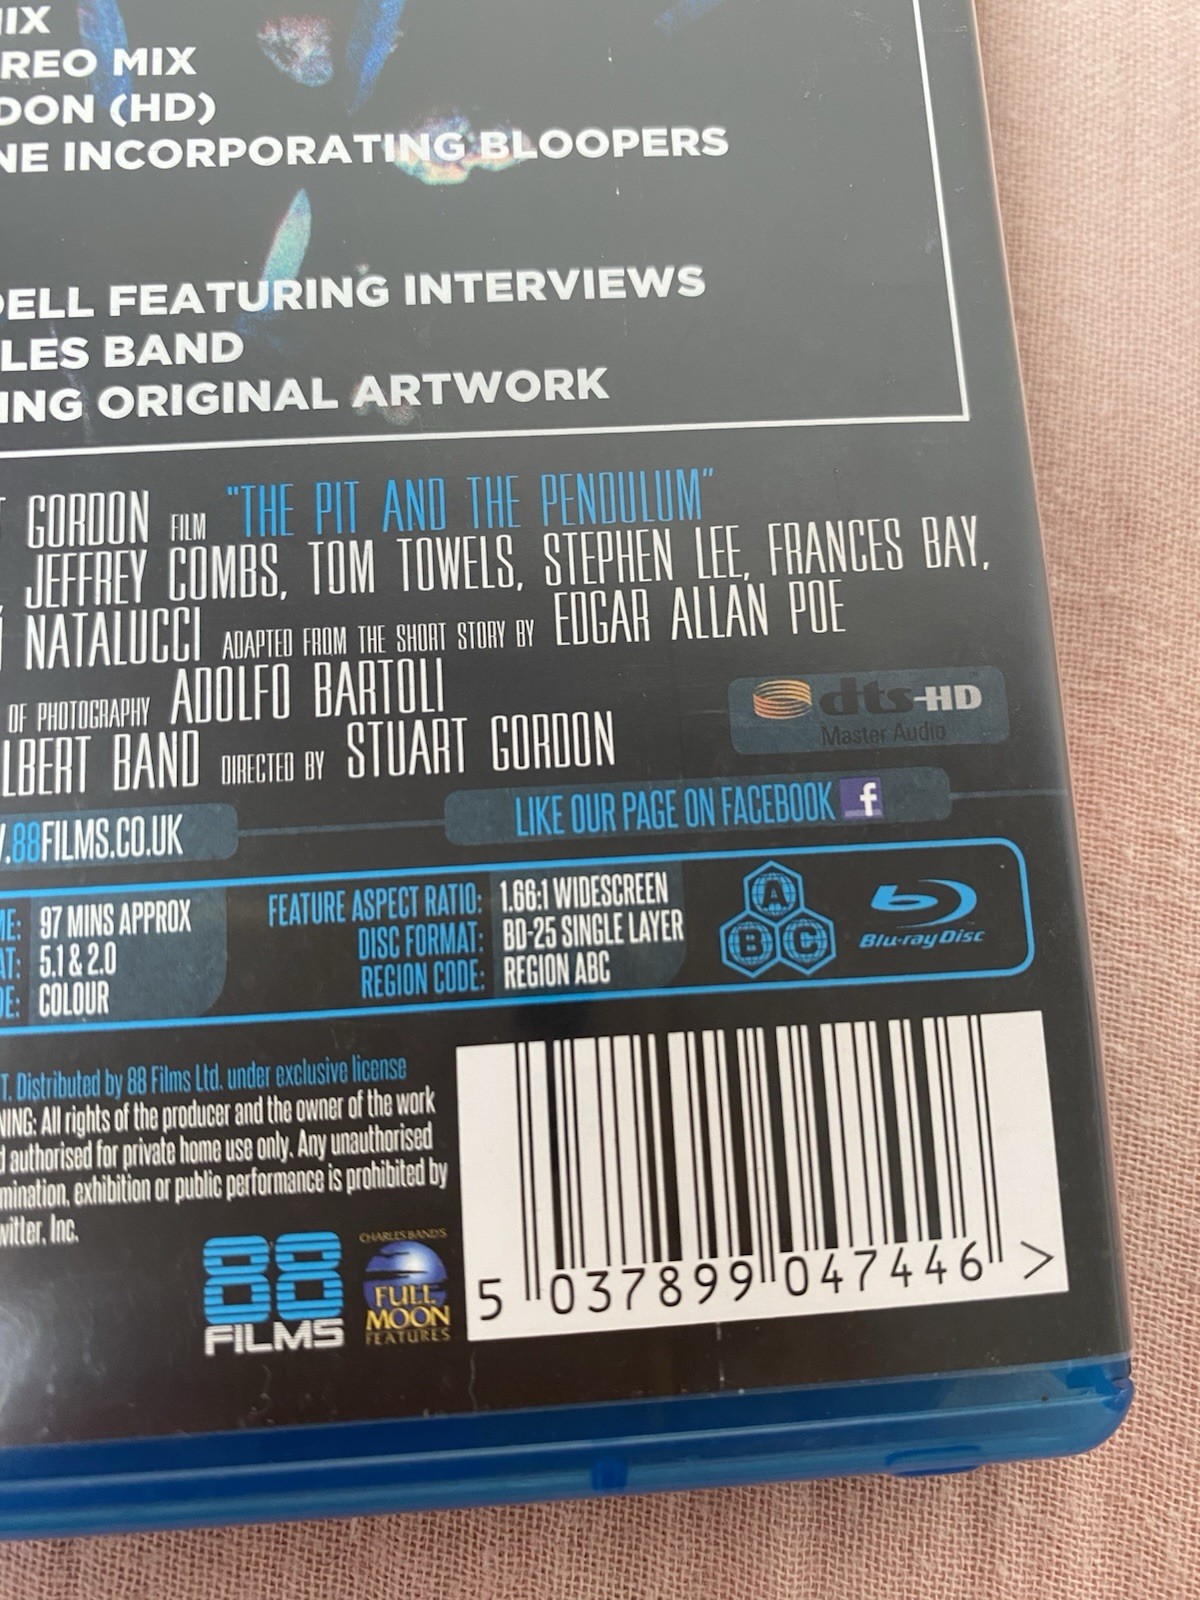 REO MIX
DON (HD)
INCORPORATING BLOOPERS
FEATURING INTERVIEWS
LES BAND
ING ORIGINAL ARTWORK
GORDON FILM "THE PIT AND THE PENDULUM"
JEFFREY COMBS, TOM TOWELS, STEPHEN LEE, FRANCES BAY,
NATALUCCI ADAPTED FROM THE SHORT STORY BY EDGAR ALLAN POE
OF PHOTOGRAPHY ADOLFO BARTOLI
LBERT BAND DIRECTED BY STUART GORDON
dts-HD
Master Audio
.88FILMS.CO.UK
LIKE OUR PAGE ON FACEBOOK f
97 MINS APPROX
5.1 & 2.0
COLOUR
FEATURE ASPECT RATIO: 1.66:1 WIDESCREEN
DISC FORMAT: BD-25 SINGLE LAYER
REGION CODE: REGION ABC
A
B C
Blu-ray Disc
T. Distributed by 88 Films Ltd. under exclusive license
NING: All rights of the producer and the owner of the work
authorised for private home use only. Any unauthorised
mination, exhibition or public performance is prohibited by
witter, Inc.
88
FILMS
CHARLES BAND'S
FULL
MOON
FEATURES
5 037899 047446 >